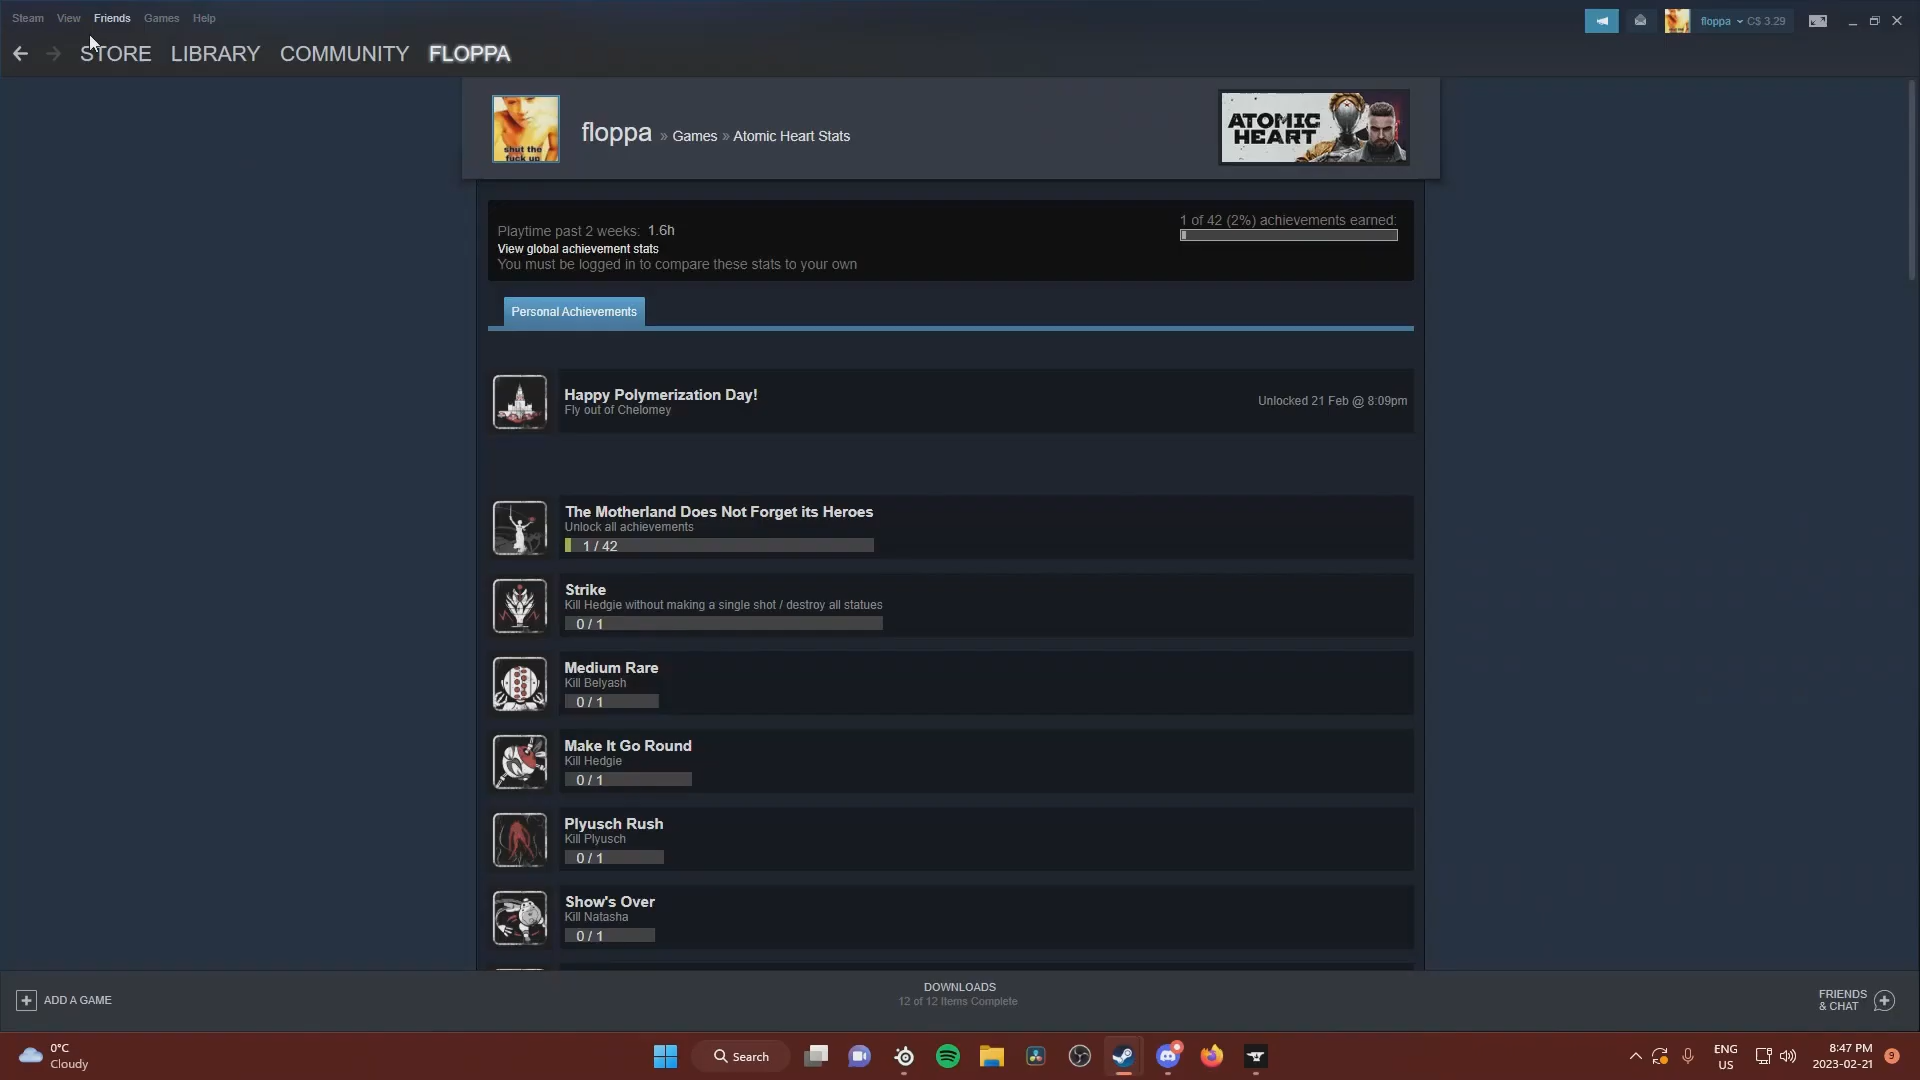 Steam View Friends Games Help
floppa C$ 3.29
STORE LIBRARY COMMUNITY FLOPPA
shut the
fuck up
floppa » Games » Atomic Heart Stats
ATOMIC
HEART
Playtime past 2 weeks: 1.6h
View global achievement stats
You must be logged in to compare these stats to your own
1 of 42 (2%) achievements earned:
Personal Achievements
Happy Polymerization Day!
Fly out of Chelomey
Unlocked 21 Feb @ 8:09pm
The Motherland Does Not Forget its Heroes
Unlock all achievements
1 / 42
Strike
Kill Hedgie without making a single shot / destroy all statues
0 / 1
Medium Rare
Kill Belyash
0 / 1
Make It Go Round
Kill Hedgie
0 / 1
Plyusch Rush
Kill Plyusch
0 / 1
Show's Over
Kill Natasha
0 / 1
ADD A GAME
DOWNLOADS
12 of 12 Items Complete
FRIENDS
& CHAT
0°C
Cloudy
Search
ENG
US
8:47 PM
2023-02-21
9